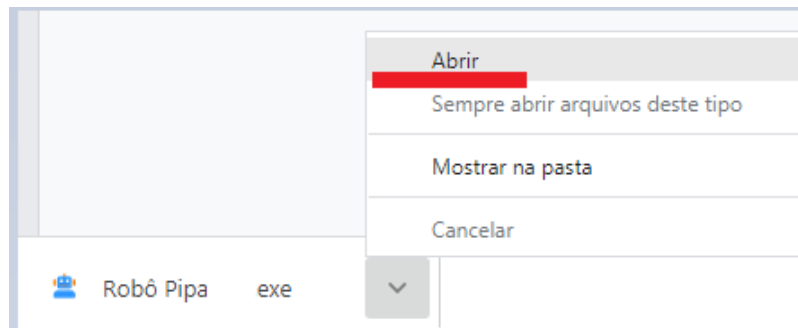 Abrir
Sempre abrir arquivos deste tipo
Mostrar na pasta
Cancelar
Robô Pipa exe